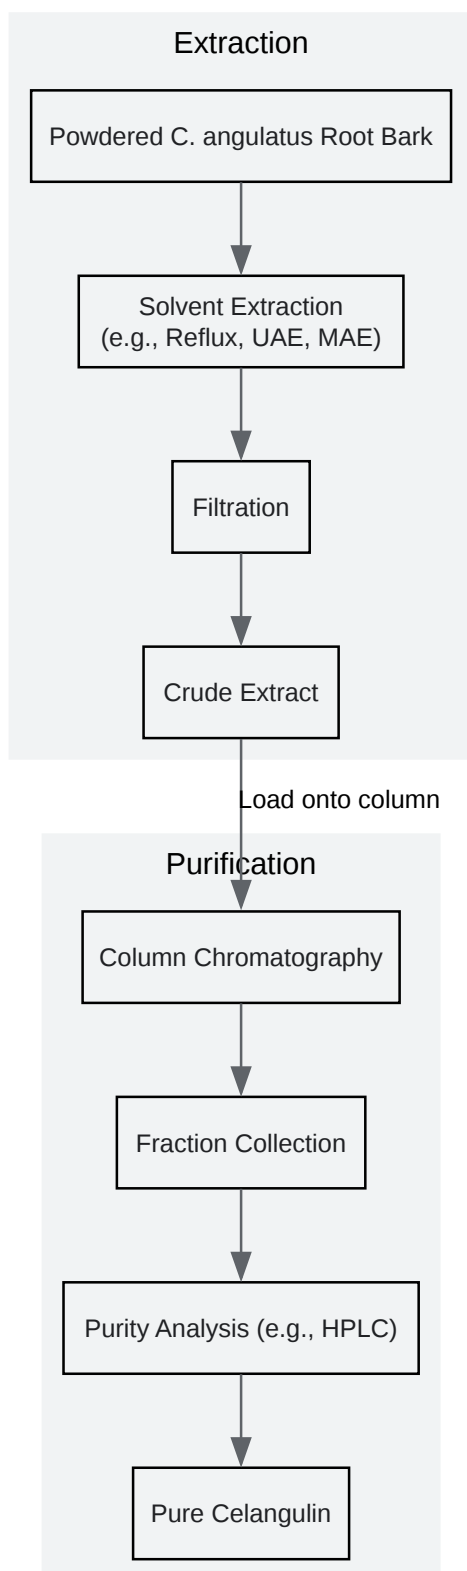 Extraction
Powdered C. angulatus Root Bark
Solvent Extraction
(e.g., Reflux, UAE, MAE)
Filtration
Crude Extract
Load onto column
Purification
Column Chromatography
Fraction Collection
Purity Analysis (e.g., HPLC)
Pure Celangulin